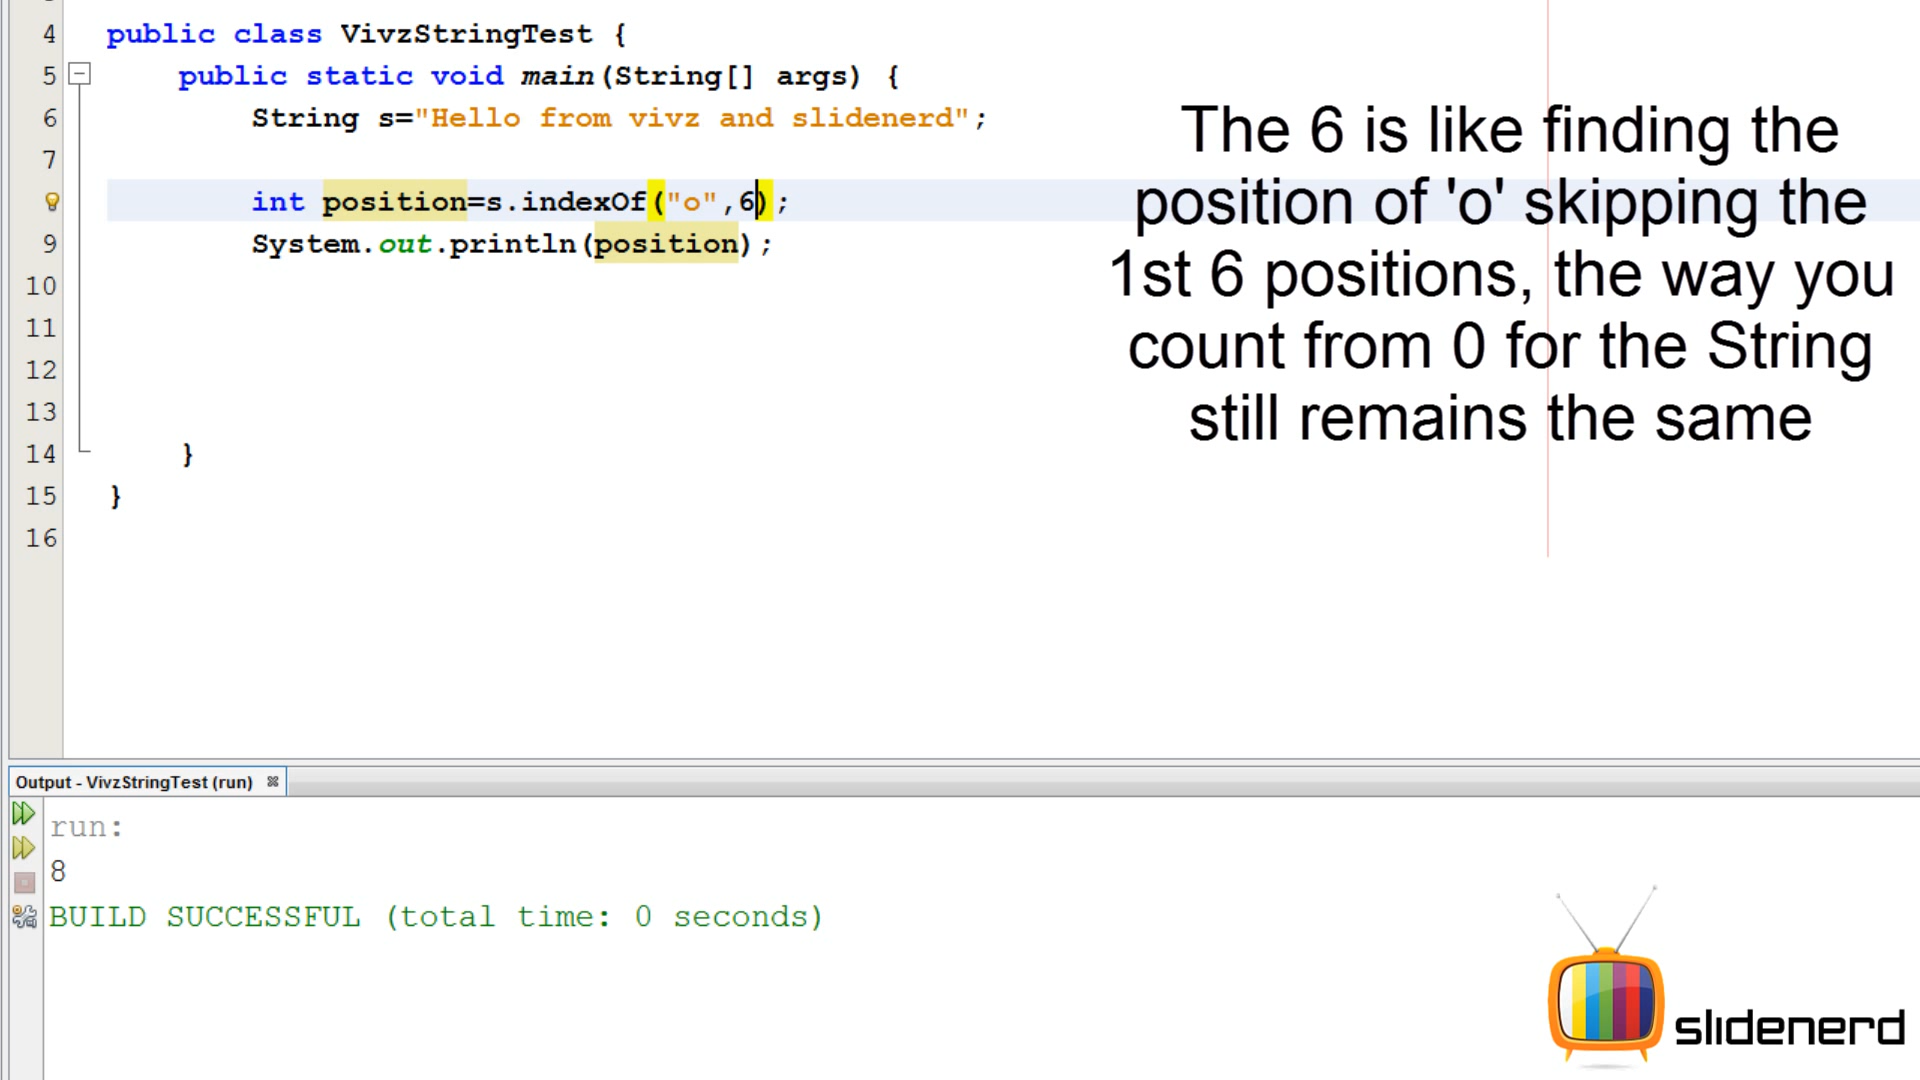 4 public class VivzStringTest {
5 public static void main(String[] args) {
6 String s="Hello from vivz and slidenerd";
7
int position=s.indexOf("o",6);
9 System.out.println(position);
10
11
12
13
14 }
15 }
16
The 6 is like finding the
position of 'o' skipping the
1st 6 positions, the way you
count from 0 for the String
still remains the same
Output - VivzStringTest (run)
run:
8
BUILD SUCCESSFUL (total time: 0 seconds)
slidenerd